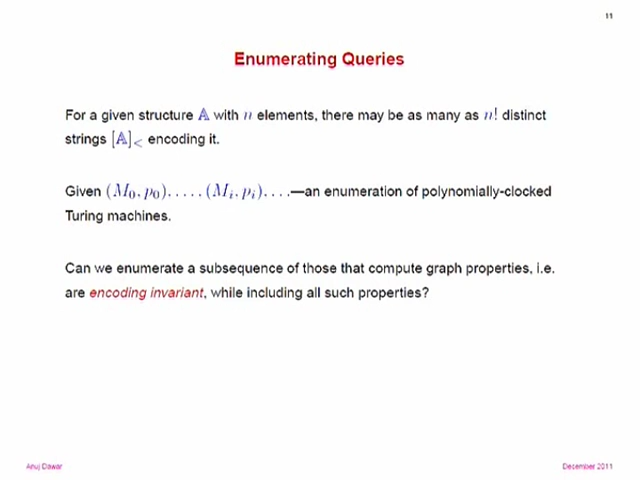 11
Enumerating Queries
For a given structure 𝔸 with n elements, there may be as many as n! distinct
strings [𝔸]< encoding it.
Given (M₀, p₀), . . . , (Mᵢ, pᵢ), . . .—an enumeration of polynomially-clocked
Turing machines.
Can we enumerate a subsequence of those that compute graph properties, i.e.
are encoding invariant, while including all such properties?
Anuj Dawar
December 2011